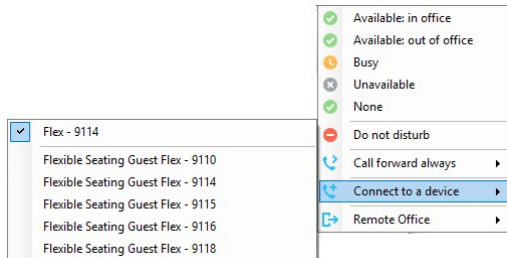 Available: in office
Available: out of office
Busy
Unavailable
None
Do not disturb
Call forward always
Connect to a device
Remote Office
Flex - 9114
Flexible Seating Guest Flex - 9110
Flexible Seating Guest Flex - 9114
Flexible Seating Guest Flex - 9115
Flexible Seating Guest Flex - 9116
Flexible Seating Guest Flex - 9118